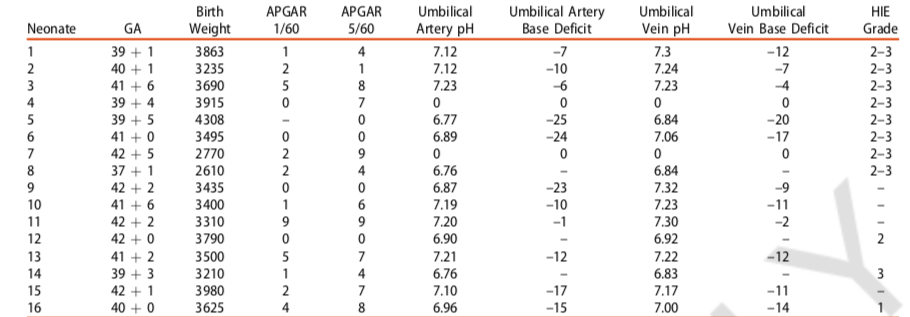 Neonate GA Birth Weight APGAR 1/60 APGAR 5/60 Umbilical Artery pH Umbilical Artery Base Deficit Umbilical Vein pH Umbilical Vein Base Deficit HIE Grade
1 39 + 1 3863 1 4 7.12 −7 7.3 −12 2–3
2 40 + 1 3235 2 1 7.12 −10 7.24 −7 2–3
3 41 + 6 3690 5 8 7.23 −6 7.23 −4 2–3
4 39 + 4 3915 0 7 0 0 0 0 2–3
5 39 + 5 4308 – 0 6.77 −25 6.84 −20 2–3
6 41 + 0 3495 0 0 6.89 −24 7.06 −17 2–3
7 42 + 5 2770 2 9 0 0 0 0 2–3
8 37 + 1 2610 2 4 6.76 – 6.84 – 2–3
9 42 + 2 3435 0 0 6.87 −23 7.32 −9 –
10 41 + 6 3400 1 6 7.19 −10 7.23 −11 –
11 42 + 2 3310 9 9 7.20 −1 7.30 −2 –
12 42 + 0 3790 0 0 6.90 – 6.92 – 2
13 41 + 2 3500 5 7 7.21 −12 7.22 −12 –
14 39 + 3 3210 1 4 6.76 – 6.83 – 3
15 42 + 1 3980 2 7 7.10 −17 7.17 −11 –
16 40 + 0 3625 4 8 6.96 −15 7.00 −14 1